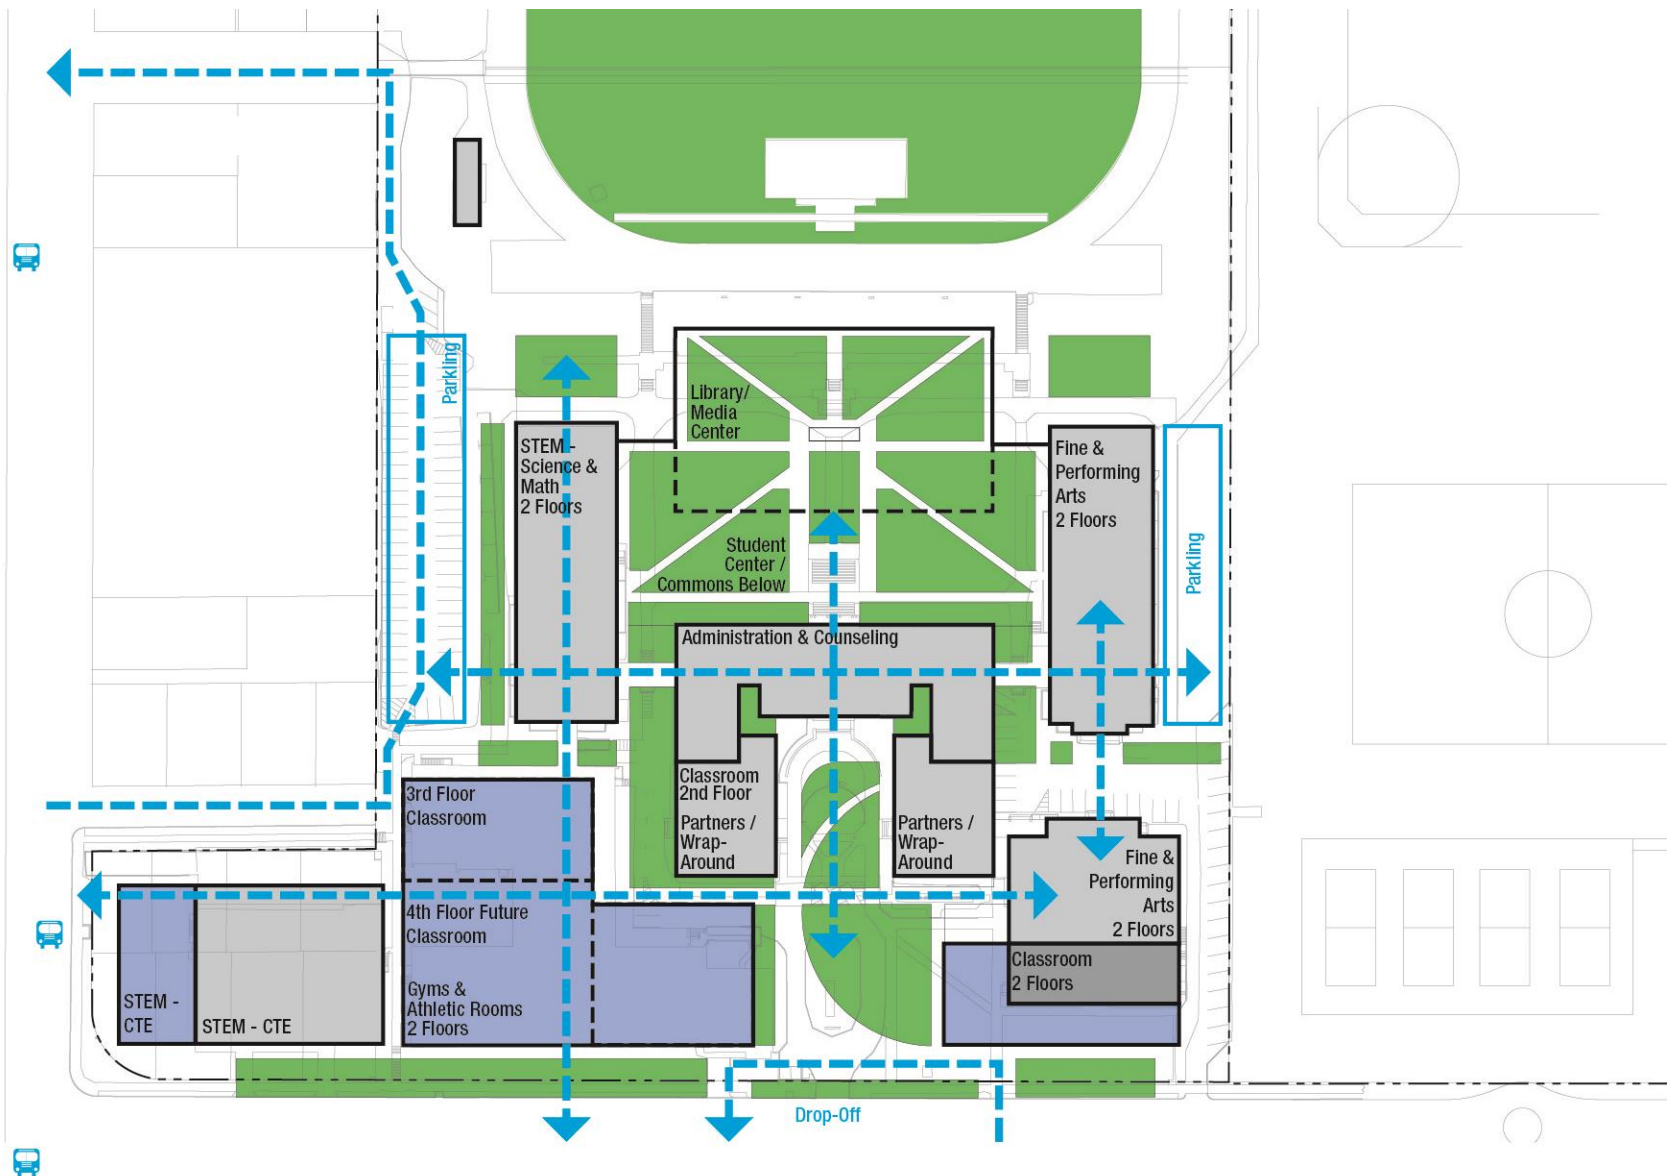 Parkling
Library/
Media
Center
STEM -
Science &
Math
2 Floors
Fine &
Performing
Arts
2 Floors
Parkling
Student
Center /
Commons Below
Administration & Counseling
Classroom
2nd Floor
Partners /
Wrap-
Around
Partners /
Wrap-
Around
3rd Floor
Classroom
4th Floor Future
Classroom
Gyms &
Athletic Rooms
2 Floors
Fine &
Performing
Arts
2 Floors
Classroom
2 Floors
STEM -
CTE
STEM - CTE
Drop-Off